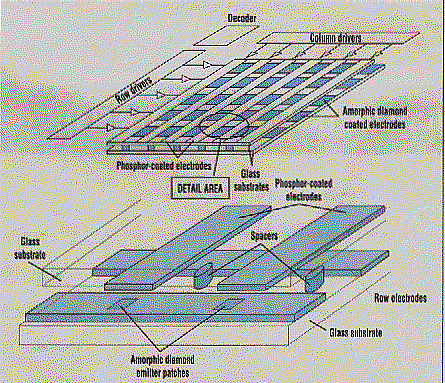 Decoder
Column drivers
Row drivers
Amorphic diamond
coated electrodes
Phosphor-coated electrodes
Glass
substrates
DETAIL AREA
Phosphor-coated
electrodes
Glass
substrate
Spacers
Row electrodes
Glass substrate
Amorphic diamond
emitter patches